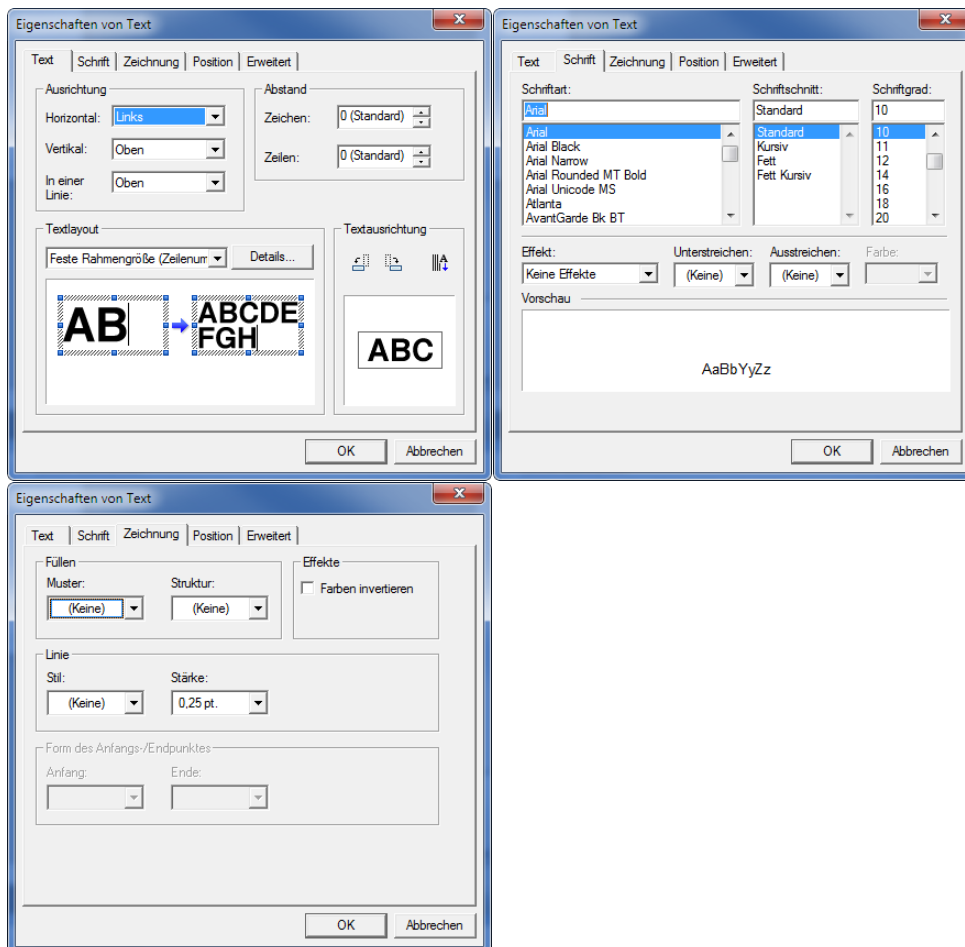 Eigenschaften von Text
Text Schrift Zeichnung Position Erweitert
Ausrichtung
Horizontal: Links
Vertikal: Oben
In einer
Linie: Oben
Abstand
Zeichen: 0 (Standard)
Zeilen: 0 (Standard)
Textlayout
Feste Rahmengröße (Zeilenum
Details...
AB
ABCDE
FGH
Textausrichtung
A
ABC
OK Abbrechen
Eigenschaften von Text
Text Schrift Zeichnung Position Erweitert
Schriftart:
Arial
Arial
Arial Black
Arial Narrow
Arial Rounded MT Bold
Arial Unicode MS
Atlanta
AvantGarde Bk BT
Schriftschnitt:
Standard
Standard
Kursiv
Fett
Fett Kursiv
Schriftgrad:
10
10
11
12
14
16
18
20
Effekt:
Keine Effekte
Unterstreichen:
(Keine)
Ausstreichen:
(Keine)
Farbe:
Vorschau
AaBbYyZz
OK Abbrechen
Eigenschaften von Text
Text Schrift Zeichnung Position Erweitert
Füllen
Muster:
(Keine)
Struktur:
(Keine)
Effekte
Farben invertieren
Linie
Stil:
(Keine)
Stärke:
0,25 pt.
Form des Anfangs-/Endpunktes
Anfang:
Ende:
OK Abbrechen